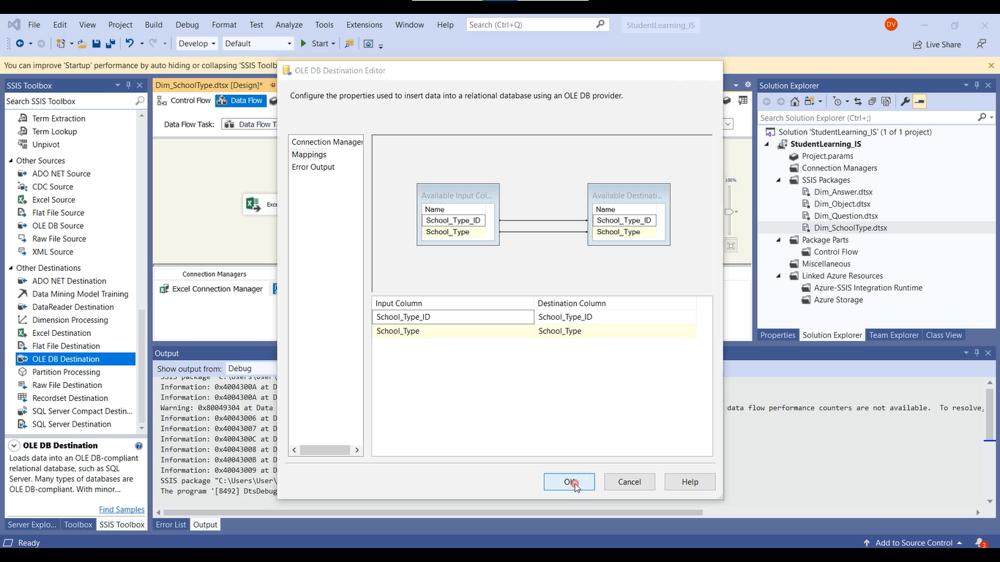 File Edit View Project Build Debug Format Test Analyze Tools Extensions Window Help Search (Ctrl+Q) StudentLearning_IS DV
Develop Default Start Live Share
You can improve 'Startup' performance by auto hiding or collapsing 'SSIS Toolb
SSIS Toolbox
Search SSIS Toolbox
Term Extraction
Term Lookup
Unpivot
Other Sources
ADO NET Source
CDC Source
Excel Source
Flat File Source
OLE DB Source
Raw File Source
XML Source
Other Destinations
ADO NET Destination
Data Mining Model Training
DataReader Destination
Dimension Processing
Excel Destination
Flat File Destination
OLE DB Destination
Partition Processing
Raw File Destination
Recordset Destination
SQL Server Compact Destin...
SQL Server Destination
OLE DB Destination
Loads data into an OLE DB-compliant
relational database, such as SQL
Server. Many types of databases are
OLE DB-compliant. With minor...
Find Samples
Server Explo... Toolbox SSIS Toolbox
Dim_SchoolType.dtsx [Design]*
Control Flow Data Flow
Data Flow Task: Data Flow T
Exce
100%
Connection Managers
Excel Connection Manager
OLE DB Destination Editor
Configure the properties used to insert data into a relational database using an OLE DB provider.
Connection Manager
Mappings
Error Output
Available Input Col...
Name
School_Type_ID
School_Type
Available Destinati...
Name
School_Type_ID
School_Type
Input Column Destination Column
School_Type_ID School_Type_ID
School_Type School_Type
OK Cancel Help
Output
Show output from: Debug
SSIS package "C:\Users\User\
Information: 0x4004300A at D
Information: 0x4004300A at D
Warning: 0x80049304 at Data data flow performance counters are not available. To resolve,
Information: 0x40043006 at D
Information: 0x40043007 at D
Information: 0x4004300C at D
Information: 0x40043008 at D
Information: 0x4004300B at D
Information: 0x40043009 at D
SSIS package "C:\Users\User\
The program '[8492] DtsDebug
Error List Output
Solution Explorer
Search Solution Explorer (Ctrl+;)
Solution 'StudentLearning_IS' (1 of 1 project)
StudentLearning_IS
Project.params
Connection Managers
SSIS Packages
Dim_Answer.dtsx
Dim_Object.dtsx
Dim_Question.dtsx
Dim_SchoolType.dtsx
Package Parts
Control Flow
Miscellaneous
Linked Azure Resources
Azure-SSIS Integration Runtime
Azure Storage
Properties Solution Explorer Team Explorer Class View
Ready Add to Source Control 3